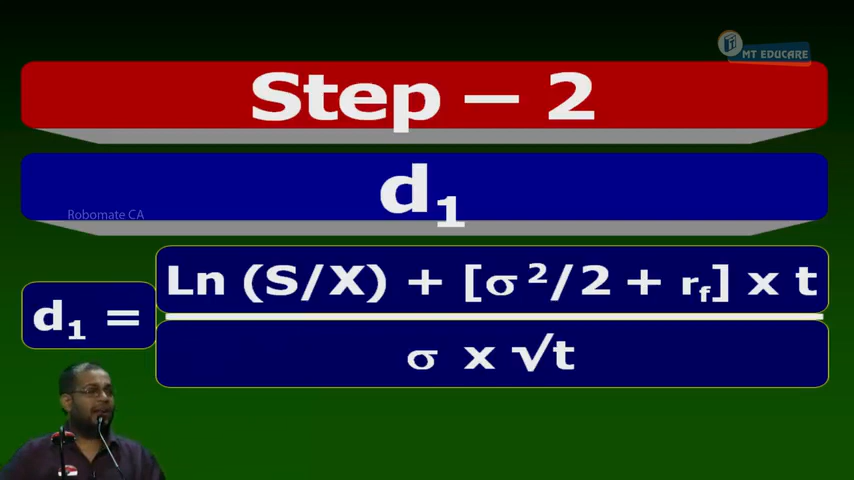 MT EDUCARE
Step – 2
d₁
Robomate CA
d₁ =
Ln (S/X) + [σ²/2 + r_f] x t
σ x √t